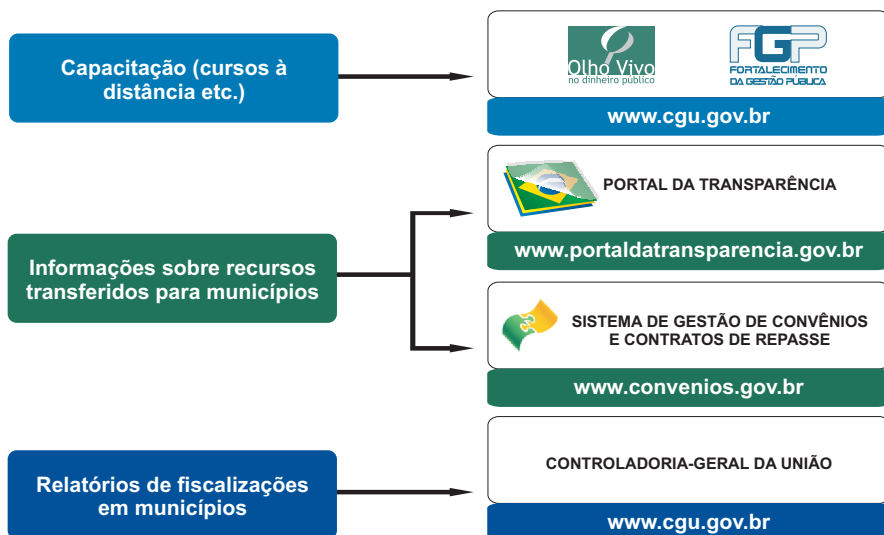 Capacitação (cursos à
distância etc.)
Olho Vivo
no dinheiro público
FGP
FORTALECIMENTO
DA GESTÃO PÚBLICA
www.cgu.gov.br
Informações sobre recursos
transferidos para municípios
PORTAL DA TRANSPARÊNCIA
www.portaldatransparencia.gov.br
SISTEMA DE GESTÃO DE CONVÊNIOS
E CONTRATOS DE REPASSE
www.convenios.gov.br
Relatórios de fiscalizações
em municípios
CONTROLADORIA-GERAL DA UNIÃO
www.cgu.gov.br